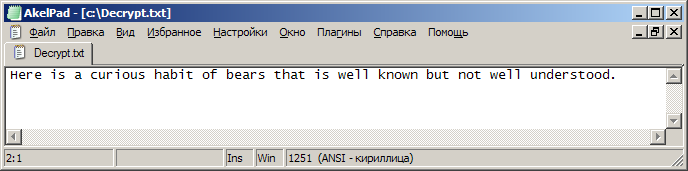 AkelPad - [c:\Decrypt.txt]
Файл Правка Вид Избранное Настройки Окно Плагины Справка Помощь
Decrypt.txt
Here is a curious habit of bears that is well known but not well understood.
2:1 Ins Win 1251 (ANSI - кириллица)